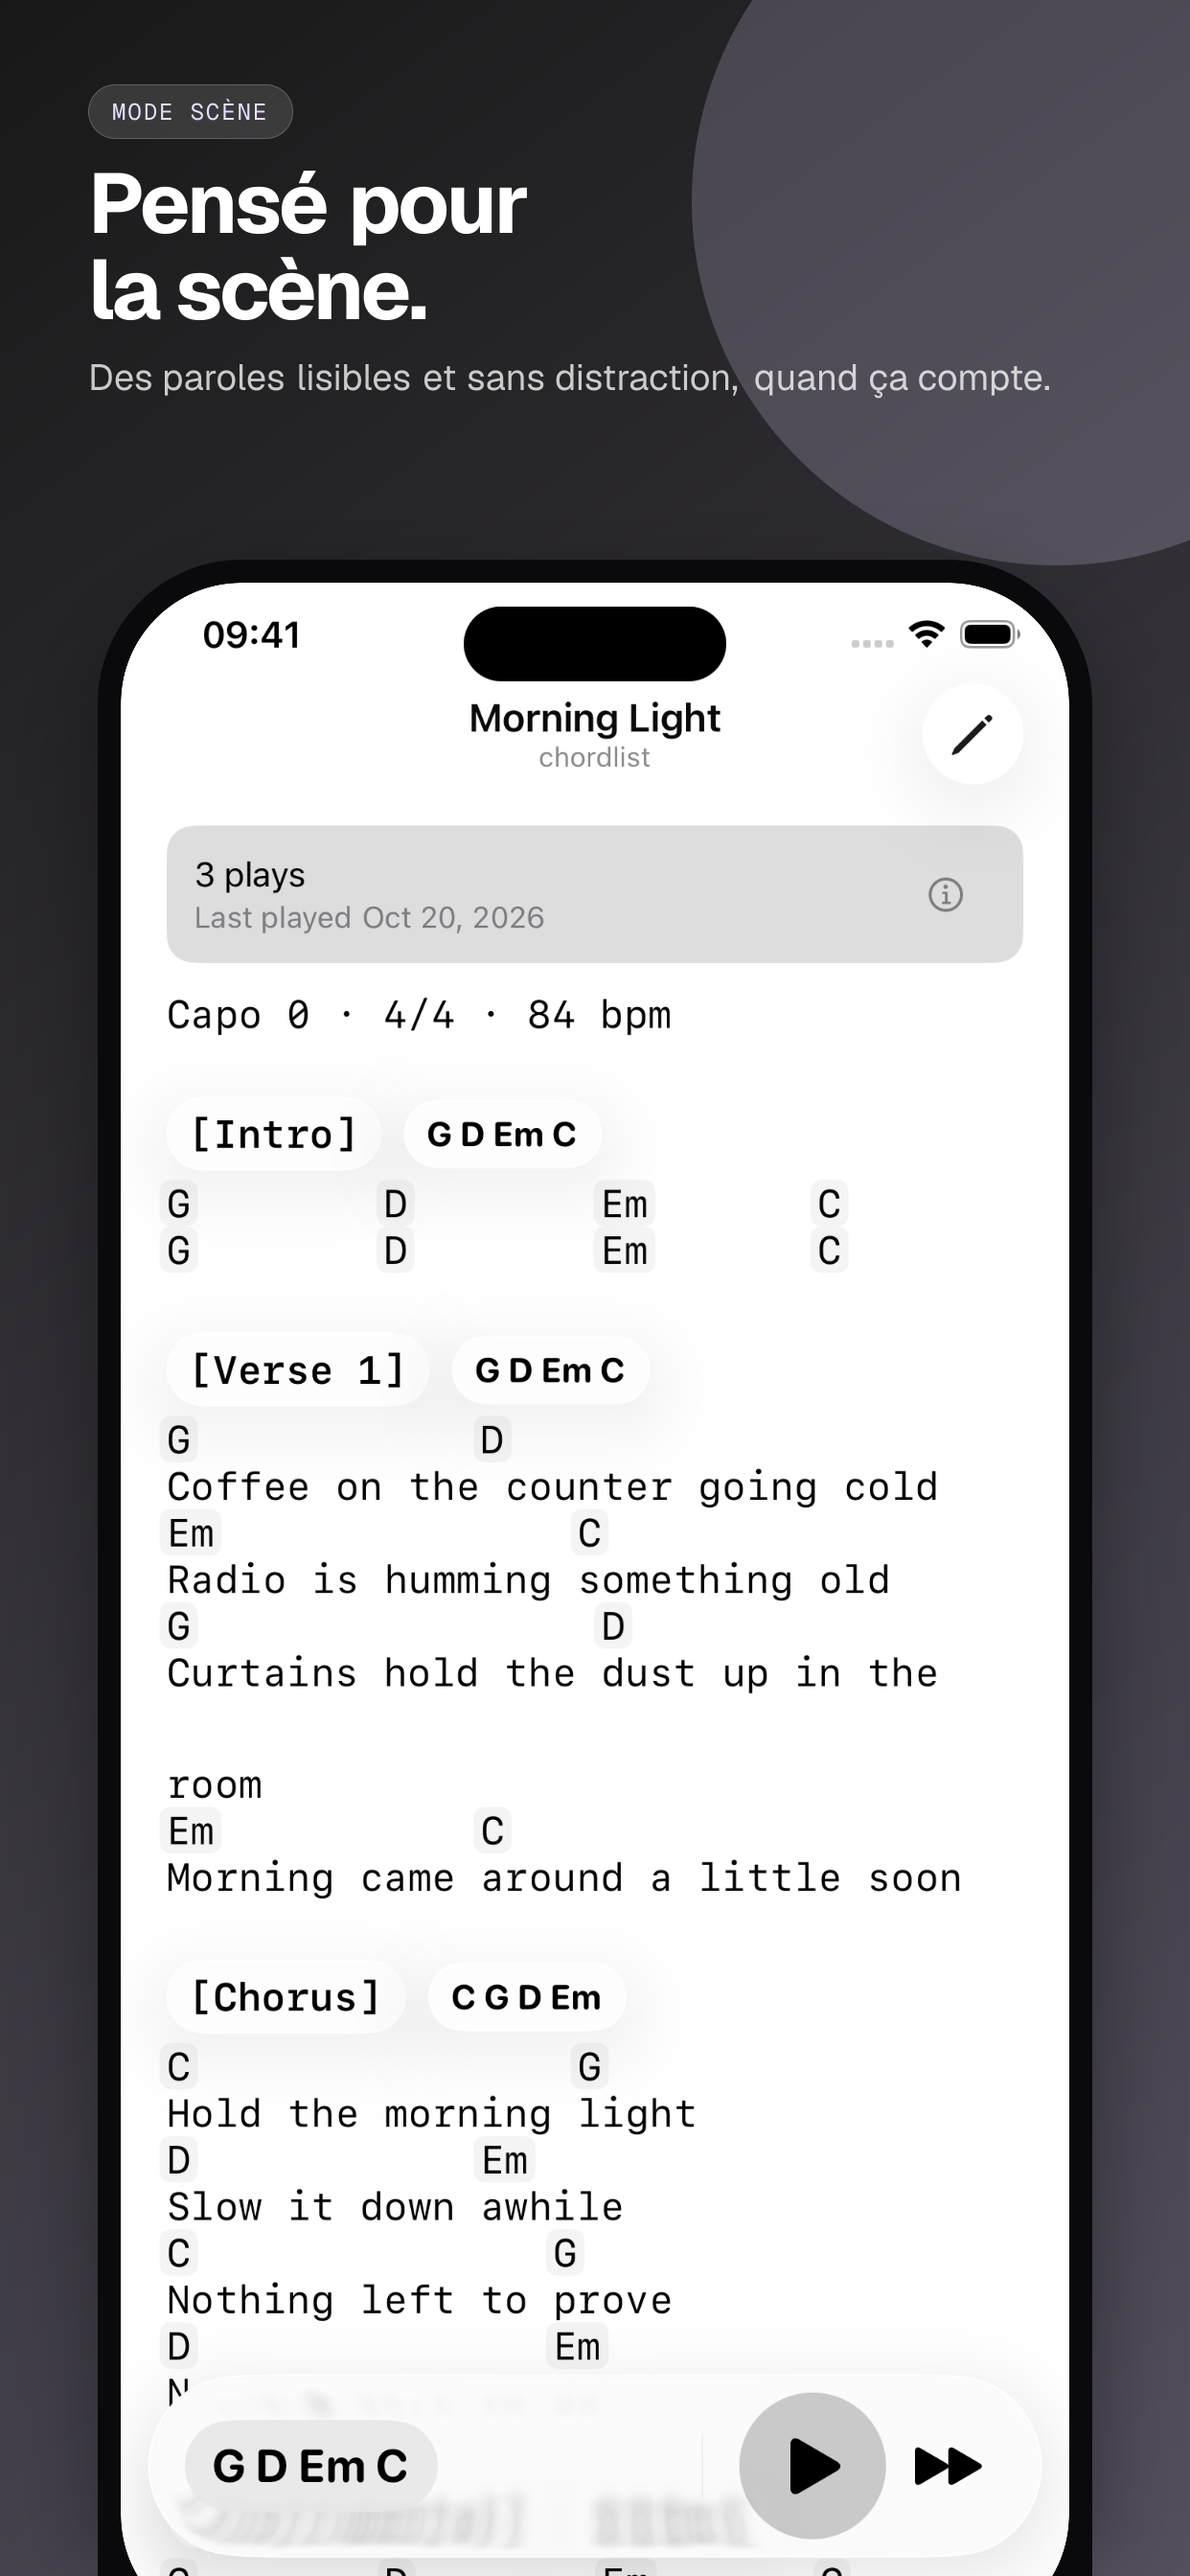 MODE SCÈNE
Pensé pour
la scène.
Des paroles lisibles et sans distraction, quand ça compte.
09:41
Morning Light
chordlist
3 plays
Last played Oct 20, 2026
Capo 0 · 4/4 · 84 bpm
[Intro] G D Em C
G D Em C
G D Em C
[Verse 1] G D Em C
G D
Coffee on the counter going cold
Em C
Radio is humming something old
G D
Curtains hold the dust up in the
room
Em C
Morning came around a little soon
[Chorus] C G D Em
C G
Hold the morning light
D Em
Slow it down awhile
C G
Nothing left to prove
D Em
G D Em C